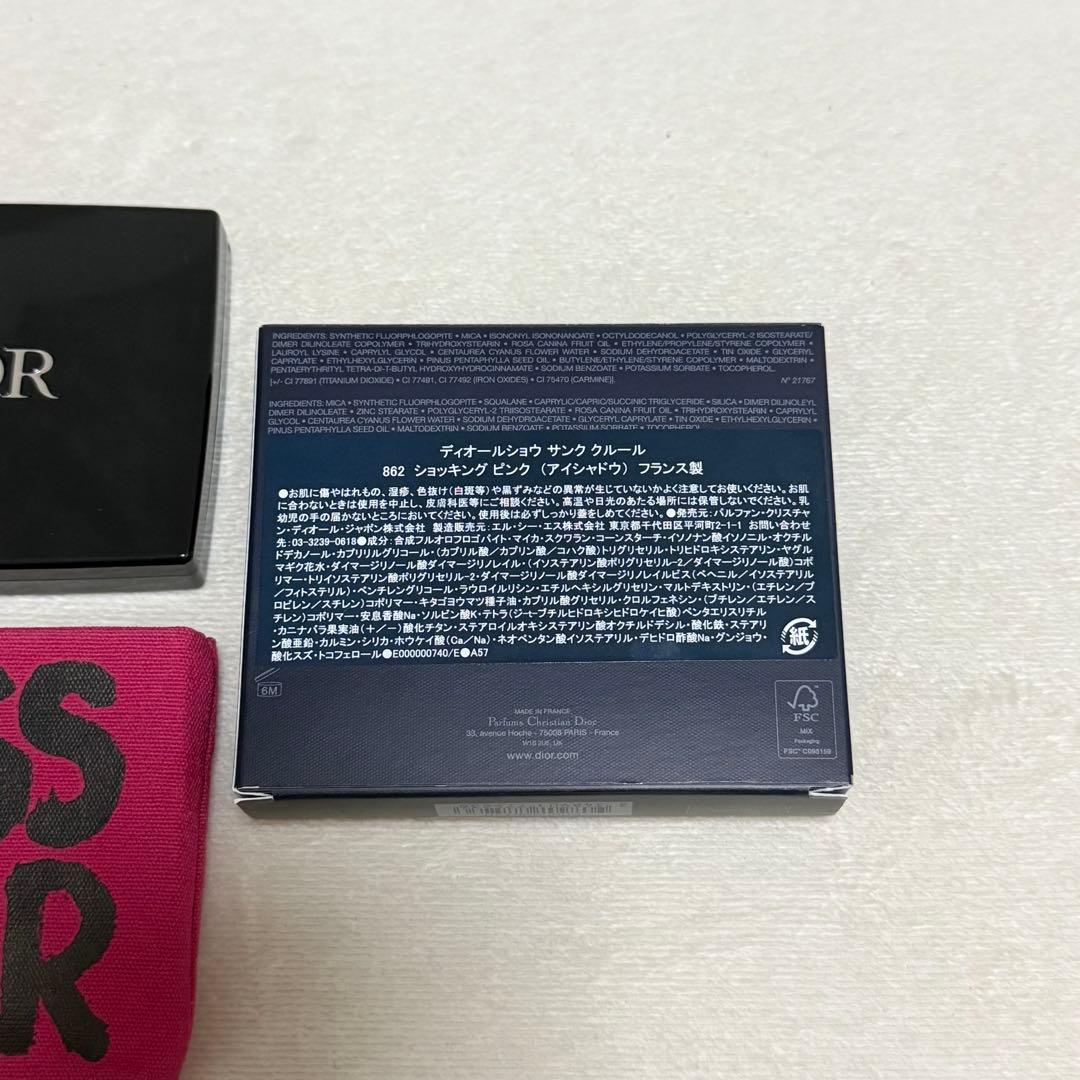 INGREDIENTS: SYNTHETIC FLUORPHLOGOPITE • MICA • ISONONYL ISONONANOATE • OCTYLDODECANOL • POLYGLYCERYL-2 ISOSTEARATE/
DIMER DILINOLEATE COPOLYMER • TRIHYDROXYSTEARIN • ROSA CANINA FRUIT OIL • ETHYLENE/PROPYLENE/STYRENE COPOLYMER •
LAUROYL LYSINE • CAPRYLYL GLYCOL • CENTAUREA CYANUS FLOWER WATER • SODIUM DEHYDROACETATE • TIN OXIDE • GLYCERYL
CAPRYLATE • ETHYLHEXYLGLYCERIN • PINUS PENTAPHYLLA SEED OIL • BUTYLENE/ETHYLENE/STYRENE COPOLYMER • MALTODEXTRIN •
PENTAERYTHRITYL TETRA-DI-T-BUTYL HYDROXYHYDROCINNAMATE • SODIUM BENZOATE • POTASSIUM SORBATE • TOCOPHEROL.
[+/- CI 77891 (TITANIUM DIOXIDE) • CI 77491, CI 77492 (IRON OXIDES) • CI 75470 (CARMINE)]. N° 21767
INGREDIENTS: MICA • SYNTHETIC FLUORPHLOGOPITE • SQUALANE • CAPRYLIC/CAPRIC/SUCCINIC TRIGLYCERIDE • SILICA • DIMER DILINOLEYL
DIMER DILINOLEATE • ZINC STEARATE • POLYGLYCERYL-2 TRIISOSTEARATE • ROSA CANINA FRUIT OIL • TRIHYDROXYSTEARIN • CAPRYLYL
GLYCOL • CENTAUREA CYANUS FLOWER WATER • SODIUM DEHYDROACETATE • GLYCERYL CAPRYLATE • TIN OXIDE • ETHYLHEXYLGLYCERIN •
PINUS PENTAPHYLLA SEED OIL • MALTODEXTRIN • SODIUM BENZOATE • POTASSIUM SORBATE • TOCOPHEROL
ディオールショウ サンク クルール
862 ショッキング ピンク （アイシャドウ） フランス製
●お肌に傷やはれもの、湿疹、色抜け(白斑等)や黒ずみなどの異常が生じていないかよく注意してお使いください。お肌
に合わないときは使用を中止し、皮膚科医等にご相談ください。高温や日光のあたる場所には保管しないでください。乳
幼児の手の届かないところにおいてください。使用後は必ずしっかり蓋をしめてください。●発売元：パルファン・クリスチャ
ン・ディオール・ジャポン株式会社 製造販売元：エル・シー・エス株式会社 東京都千代田区平河町2-1-1 お問い合わせ
先：03-3239-0618●成分：合成フルオロフロゴパイト・マイカ・スクワラン・コーンスターチ・イソノナン酸イソノニル・オクチル
ドデカノール・カプリルグリコール・(カプリル酸／カプリン酸／コハク酸)トリグリセリル・トリヒドロキシステアリン・ヤグル
マギク花水・ダイマージリノール酸ダイマージリノレイル・(イソステアリン酸ポリグリセリル-2／ダイマージリノール酸)コポリ
マー・トリイソステアリン酸ポリグリセリル-2・ダイマージリノール酸ダイマージリノレイルビス(ベヘニル／イソステアリル
／フィトステリル)・ペンチレングリコール・ラウロイルリシン・エチルヘキシルグリセリン・マルトデキストリン・(エチレン／プ
ロピレン／スチレン)コポリマー・キタゴヨウマツ種子油・カプリル酸グリセリル・クロルフェネシン・(ブチレン／エチレン／ス
チレン)コポリマー・安息香酸Na・ソルビン酸K・テトラ(ジ-t-ブチルヒドロキシヒドロケイヒ酸)ペンタエリスリチル
・カニナバラ果実油(＋／－)酸化チタン・ステアロイルオキシステアリン酸オクチルドデシル・酸化鉄・ステアリ
ン酸亜鉛・カルミン・シリカ・ホウケイ酸(Ca／Na)・ネオペンタン酸イソステアリル・デヒドロ酢酸Na・グンジョウ・
酸化スズ・トコフェロール●E000000740/E●A57
紙
6M
MADE IN FRANCE
Parfums Christian Dior
33, avenue Hoche - 75008 PARIS - France
W1S 2UF, UK
www.dior.com
FSC
MIX
Packaging
FSC™ C095159
OR
SS
R